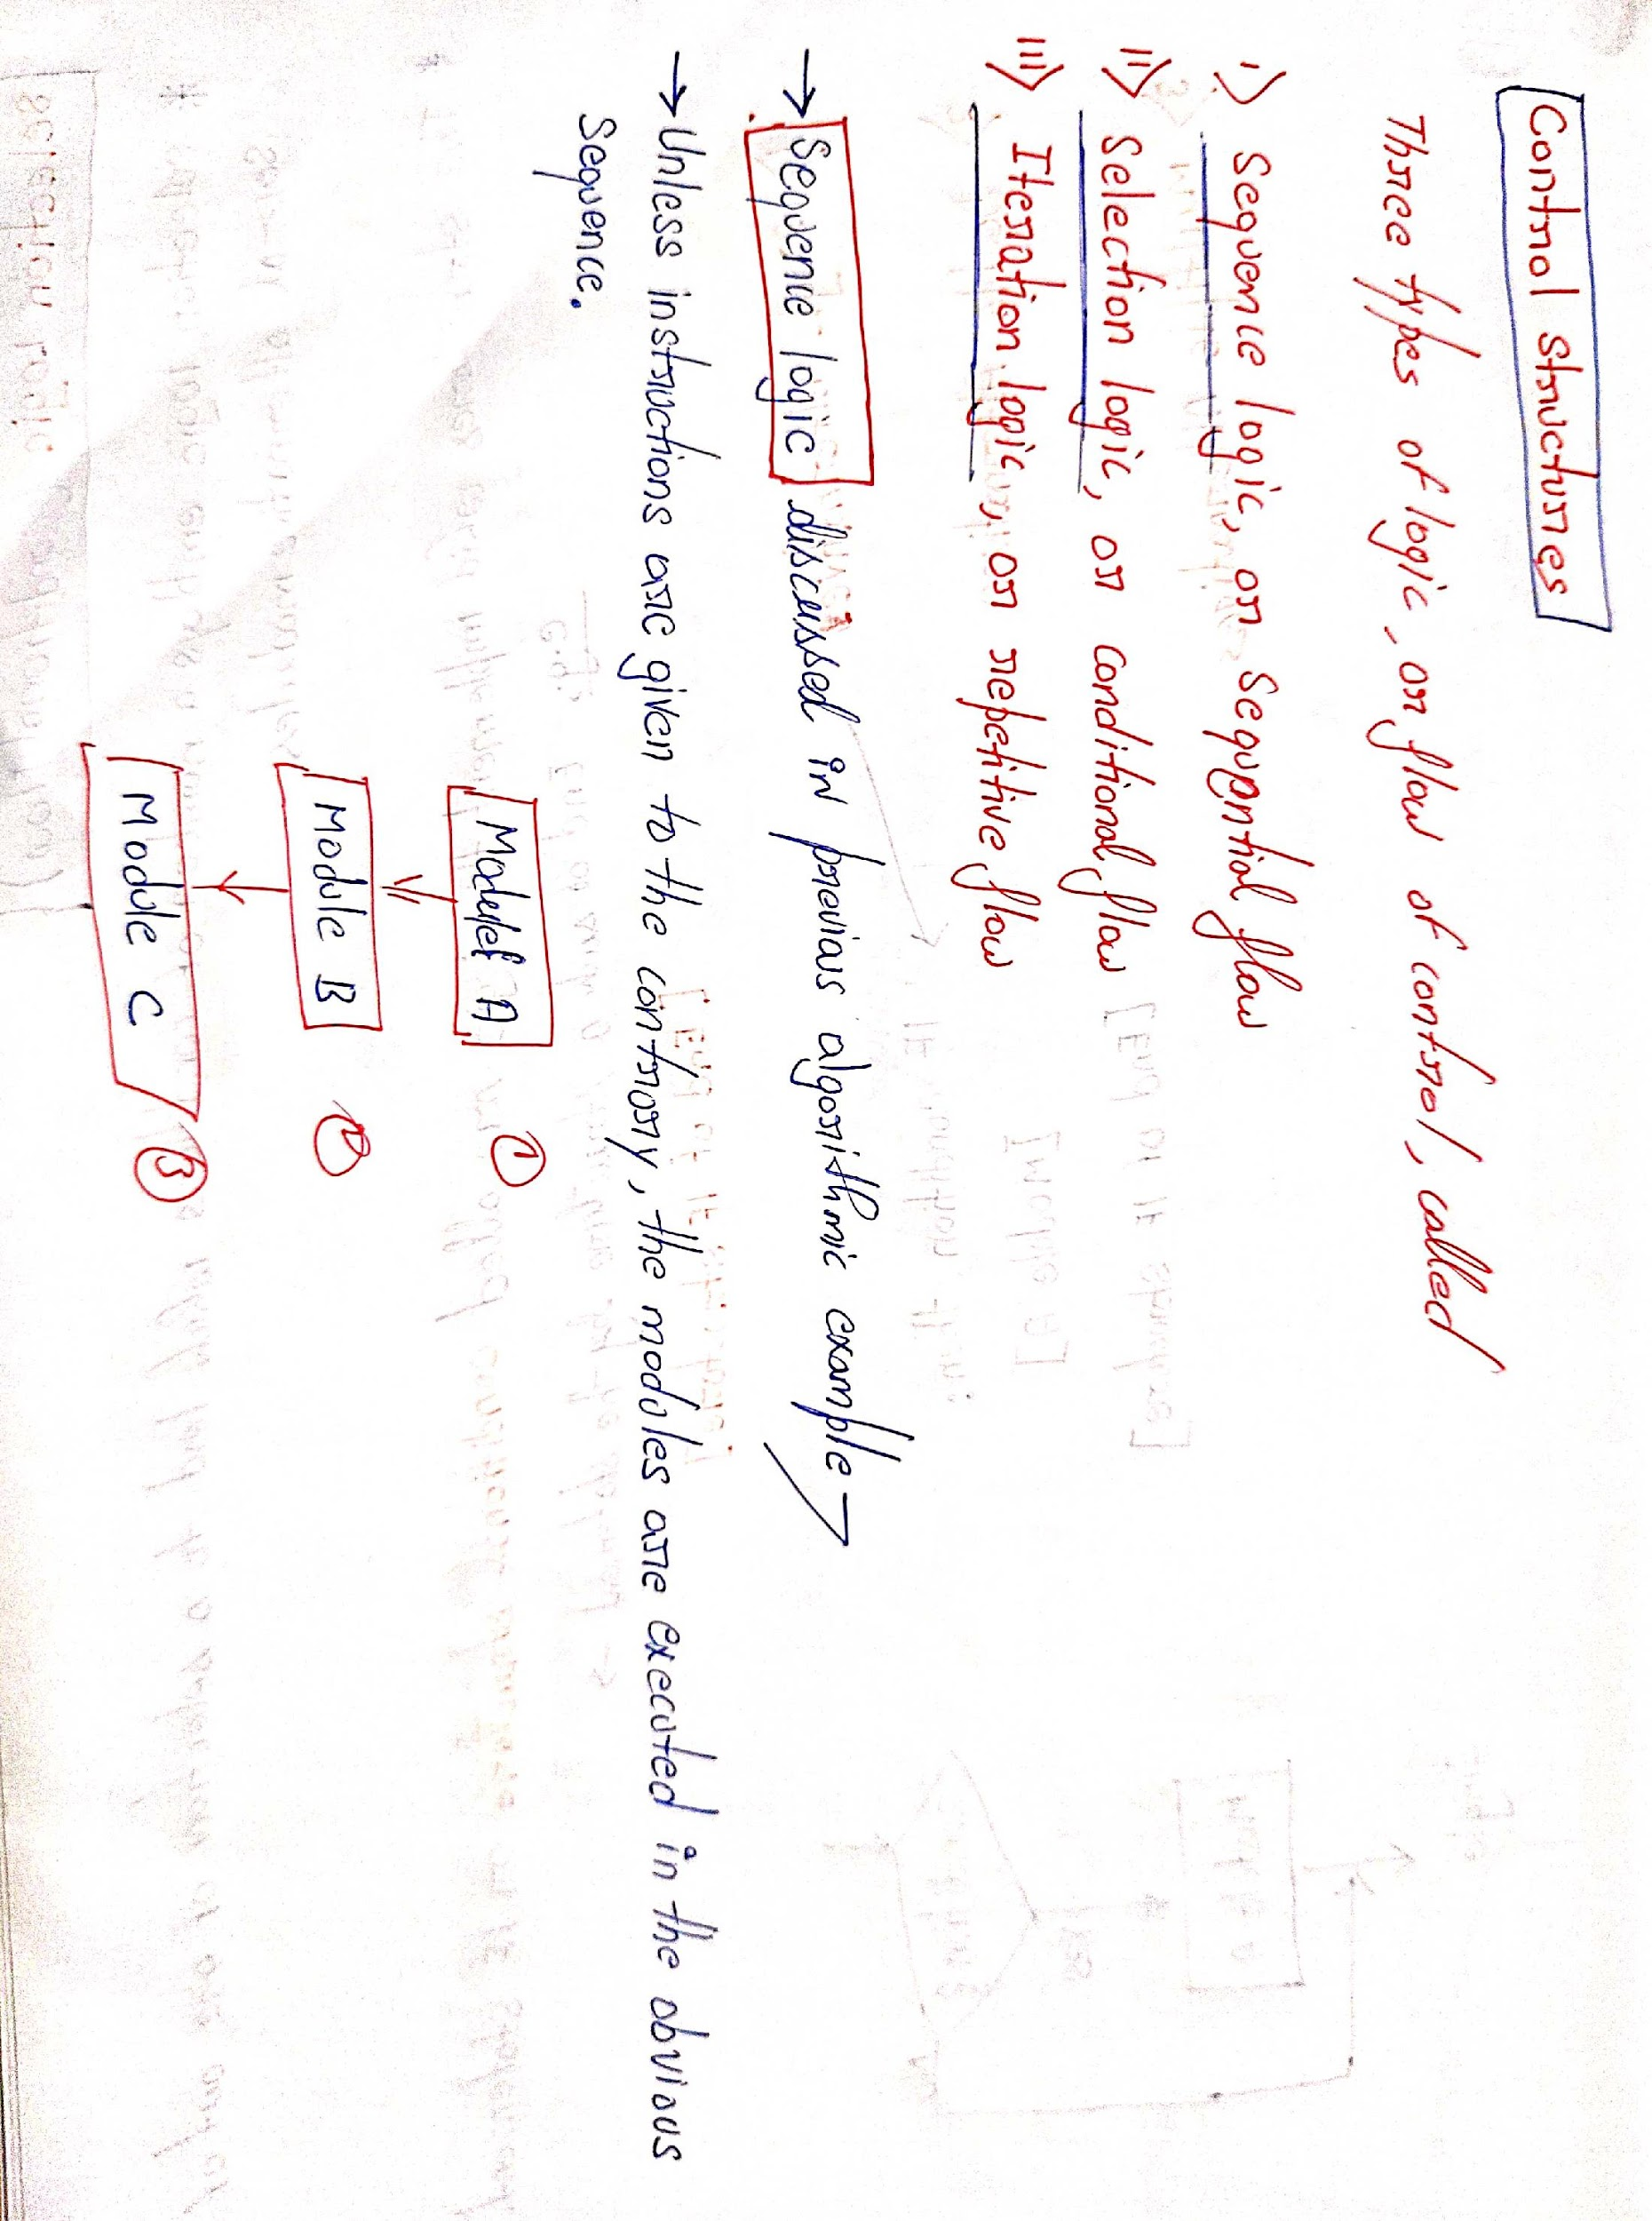 Control Structures
Three types of logic, or flow of control, called
i) Sequence logic, or Sequential flow
ii) Selection logic, or conditional flow
iii) Iteration logic, or repetitive flow
→ Sequence logic discussed in previous algorithmic example
→ Unless instructions are given to the contrary, the modules are executed in the obvious
Sequence.
Module A 1
Module B 2
Module C 3